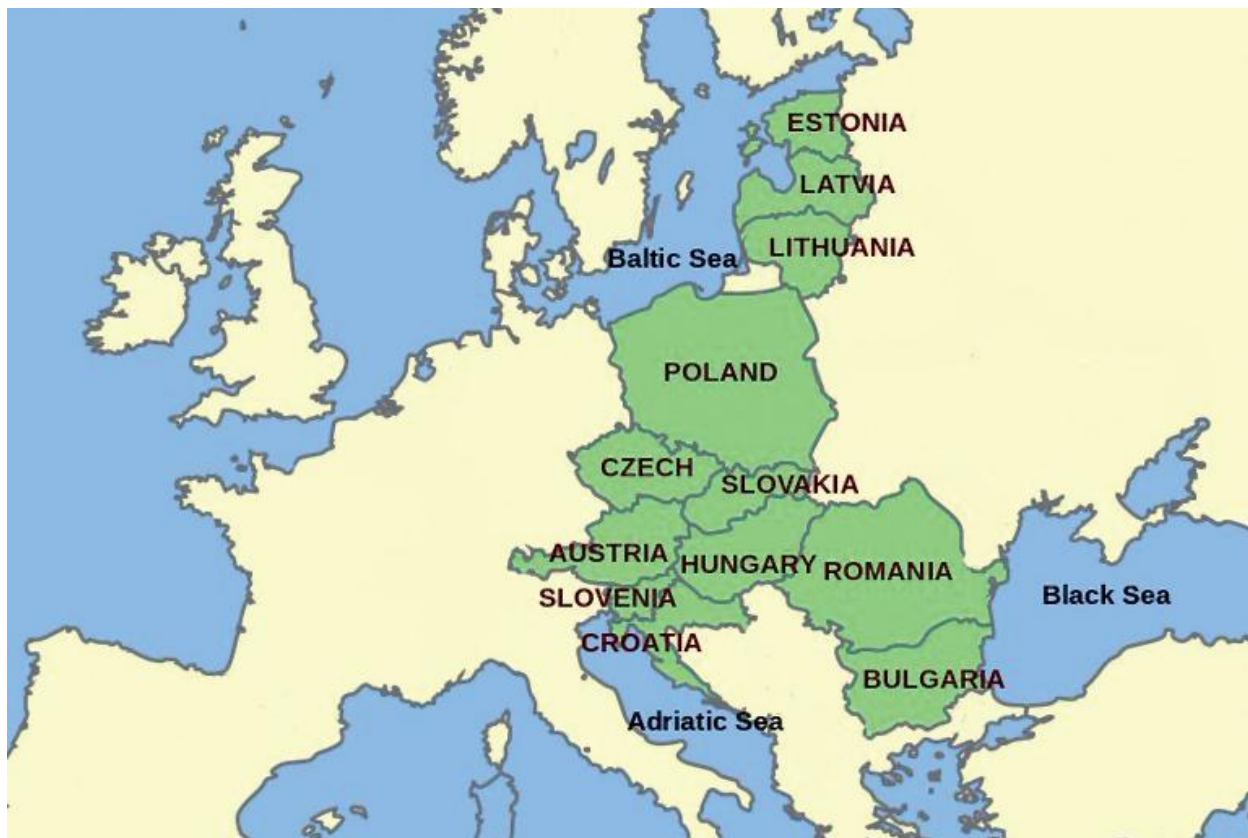 ESTONIA
LATVIA
LITHUANIA
Baltic Sea
POLAND
CZECH
SLOVAKIA
AUSTRIA
HUNGARY
ROMANIA
SLOVENIA
Black Sea
CROATIA
BULGARIA
Adriatic Sea